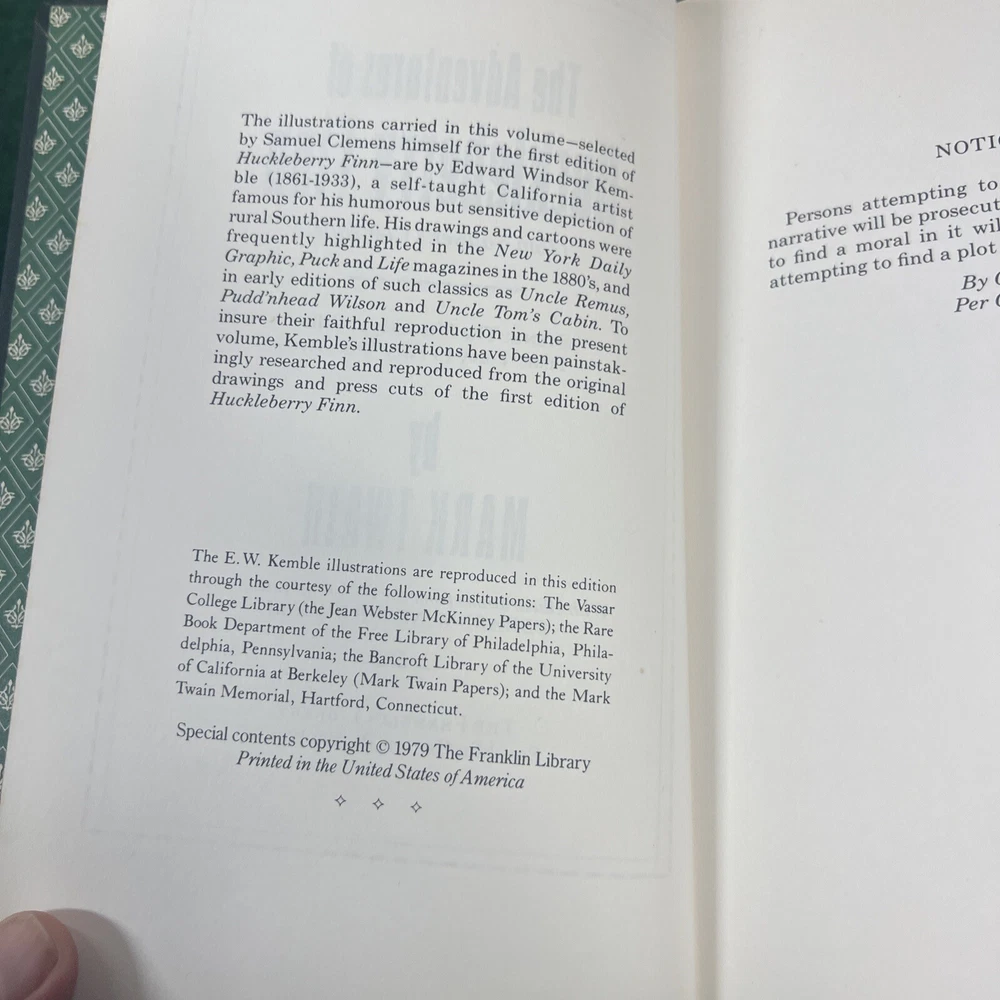 The illustrations carried in this volume—selected
by Samuel Clemens himself for the first edition of
Huckleberry Finn—are by Edward Windsor Kem-
ble (1861-1933), a self-taught California artist
famous for his humorous but sensitive depiction of
rural Southern life. His drawings and cartoons were
frequently highlighted in the New York Daily
Graphic, Puck and Life magazines in the 1880's, and
in early editions of such classics as Uncle Remus,
Pudd'nhead Wilson and Uncle Tom's Cabin. To
insure their faithful reproduction in the present
volume, Kemble's illustrations have been painstak-
ingly researched and reproduced from the original
drawings and press cuts of the first edition of
Huckleberry Finn.
The E. W. Kemble illustrations are reproduced in this edition
through the courtesy of the following institutions: The Vassar
College Library (the Jean Webster McKinney Papers); the Rare
Book Department of the Free Library of Philadelphia, Phila-
delphia, Pennsylvania; the Bancroft Library of the University
of California at Berkeley (Mark Twain Papers); and the Mark
Twain Memorial, Hartford, Connecticut.
Special contents copyright © 1979 The Franklin Library
Printed in the United States of America
NOTIC
Persons attempting to
narrative will be prosecut
to find a moral in it wil
attempting to find a plot
By
Per